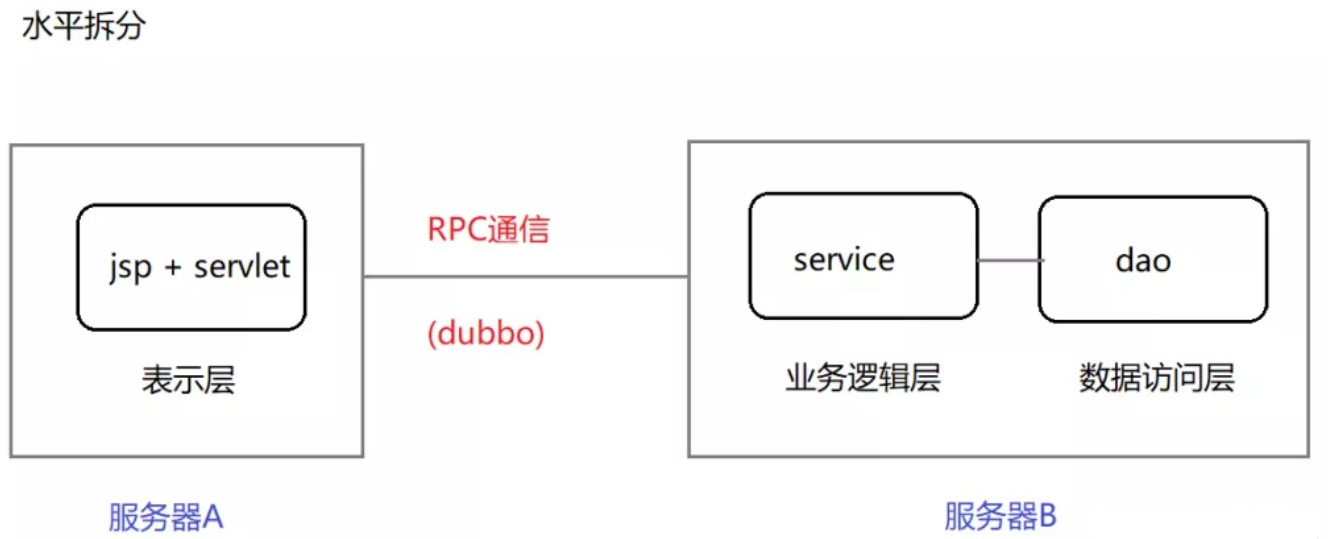 水平拆分
jsp + servlet
表示层
服务器A
RPC通信
(dubbo)
service
业务逻辑层
dao
数据访问层
服务器B